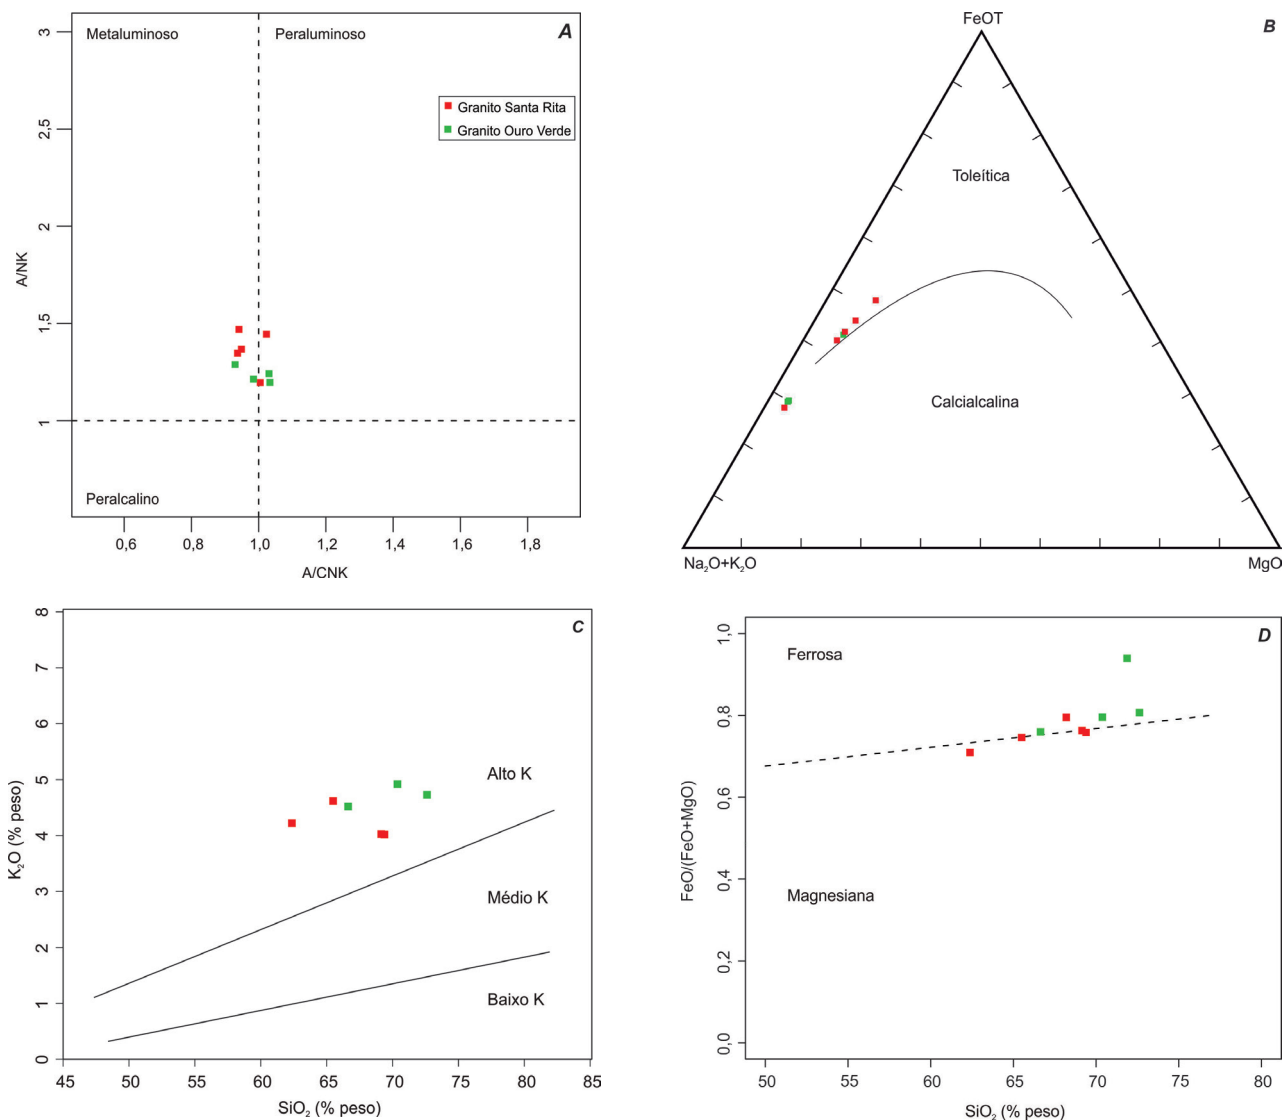 A
Metaluminoso Peraluminoso
Granito Santa Rita
Granito Ouro Verde
Peralcalino
3
2,5
2
1,5
1
A/NK
0,6 1,0 1,2 1,4 1,6 1,8
A/CNK
B
FeOT
Toleítica
Calcialcalina
Na₂O+K₂O MgO
C
8
7
6
5
4
3
2
1
0
K₂O (% peso)
Alto K
Médio K
Baixo K
45 50 55 60 65 70 75 80 85
SiO₂ (% peso)
D
1,0
0,8
0,6
0,4
0,2
0,0
FeO/(FeO+MgO)
Ferrosa
Magnesiana
50 55 60 65 70 75 80
SiO₂ (% peso)